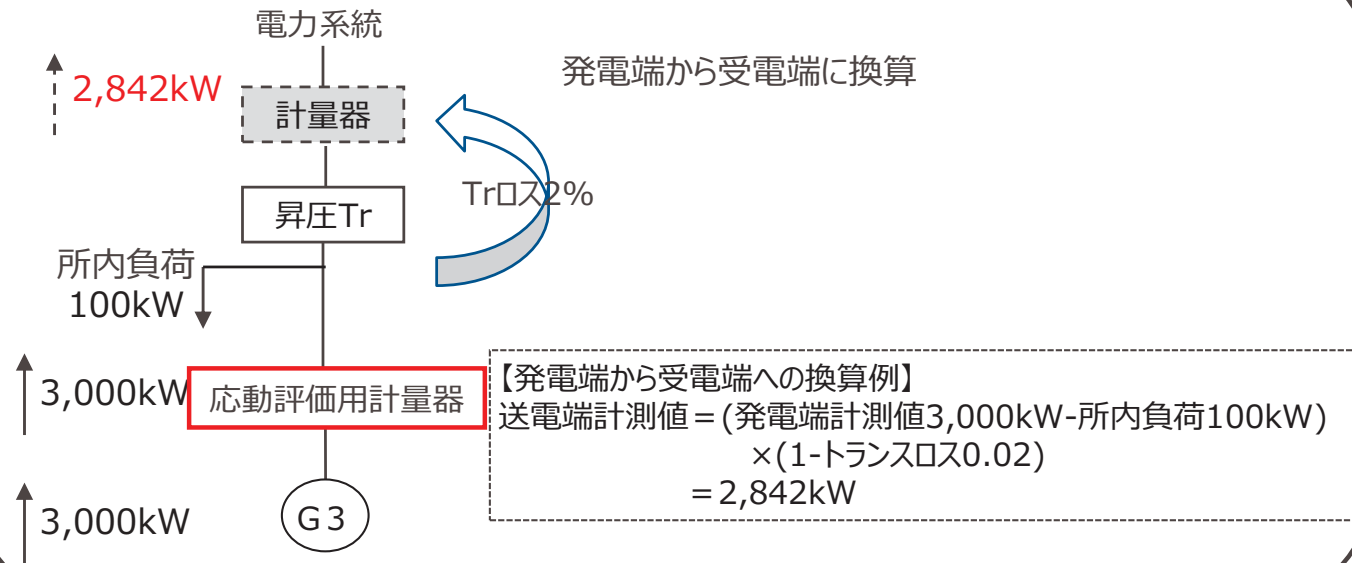 電力系統
2,842kW
発電端から受電端に換算
計量器
Trロス2%
昇圧Tr
所内負荷
100kW
3,000kW
応動評価用計量器
【発電端から受電端への換算例】
送電端計測値＝(発電端計測値3,000kW-所内負荷100kW)
×(1-トランスロス0.02)
＝2,842kW
3,000kW
G3